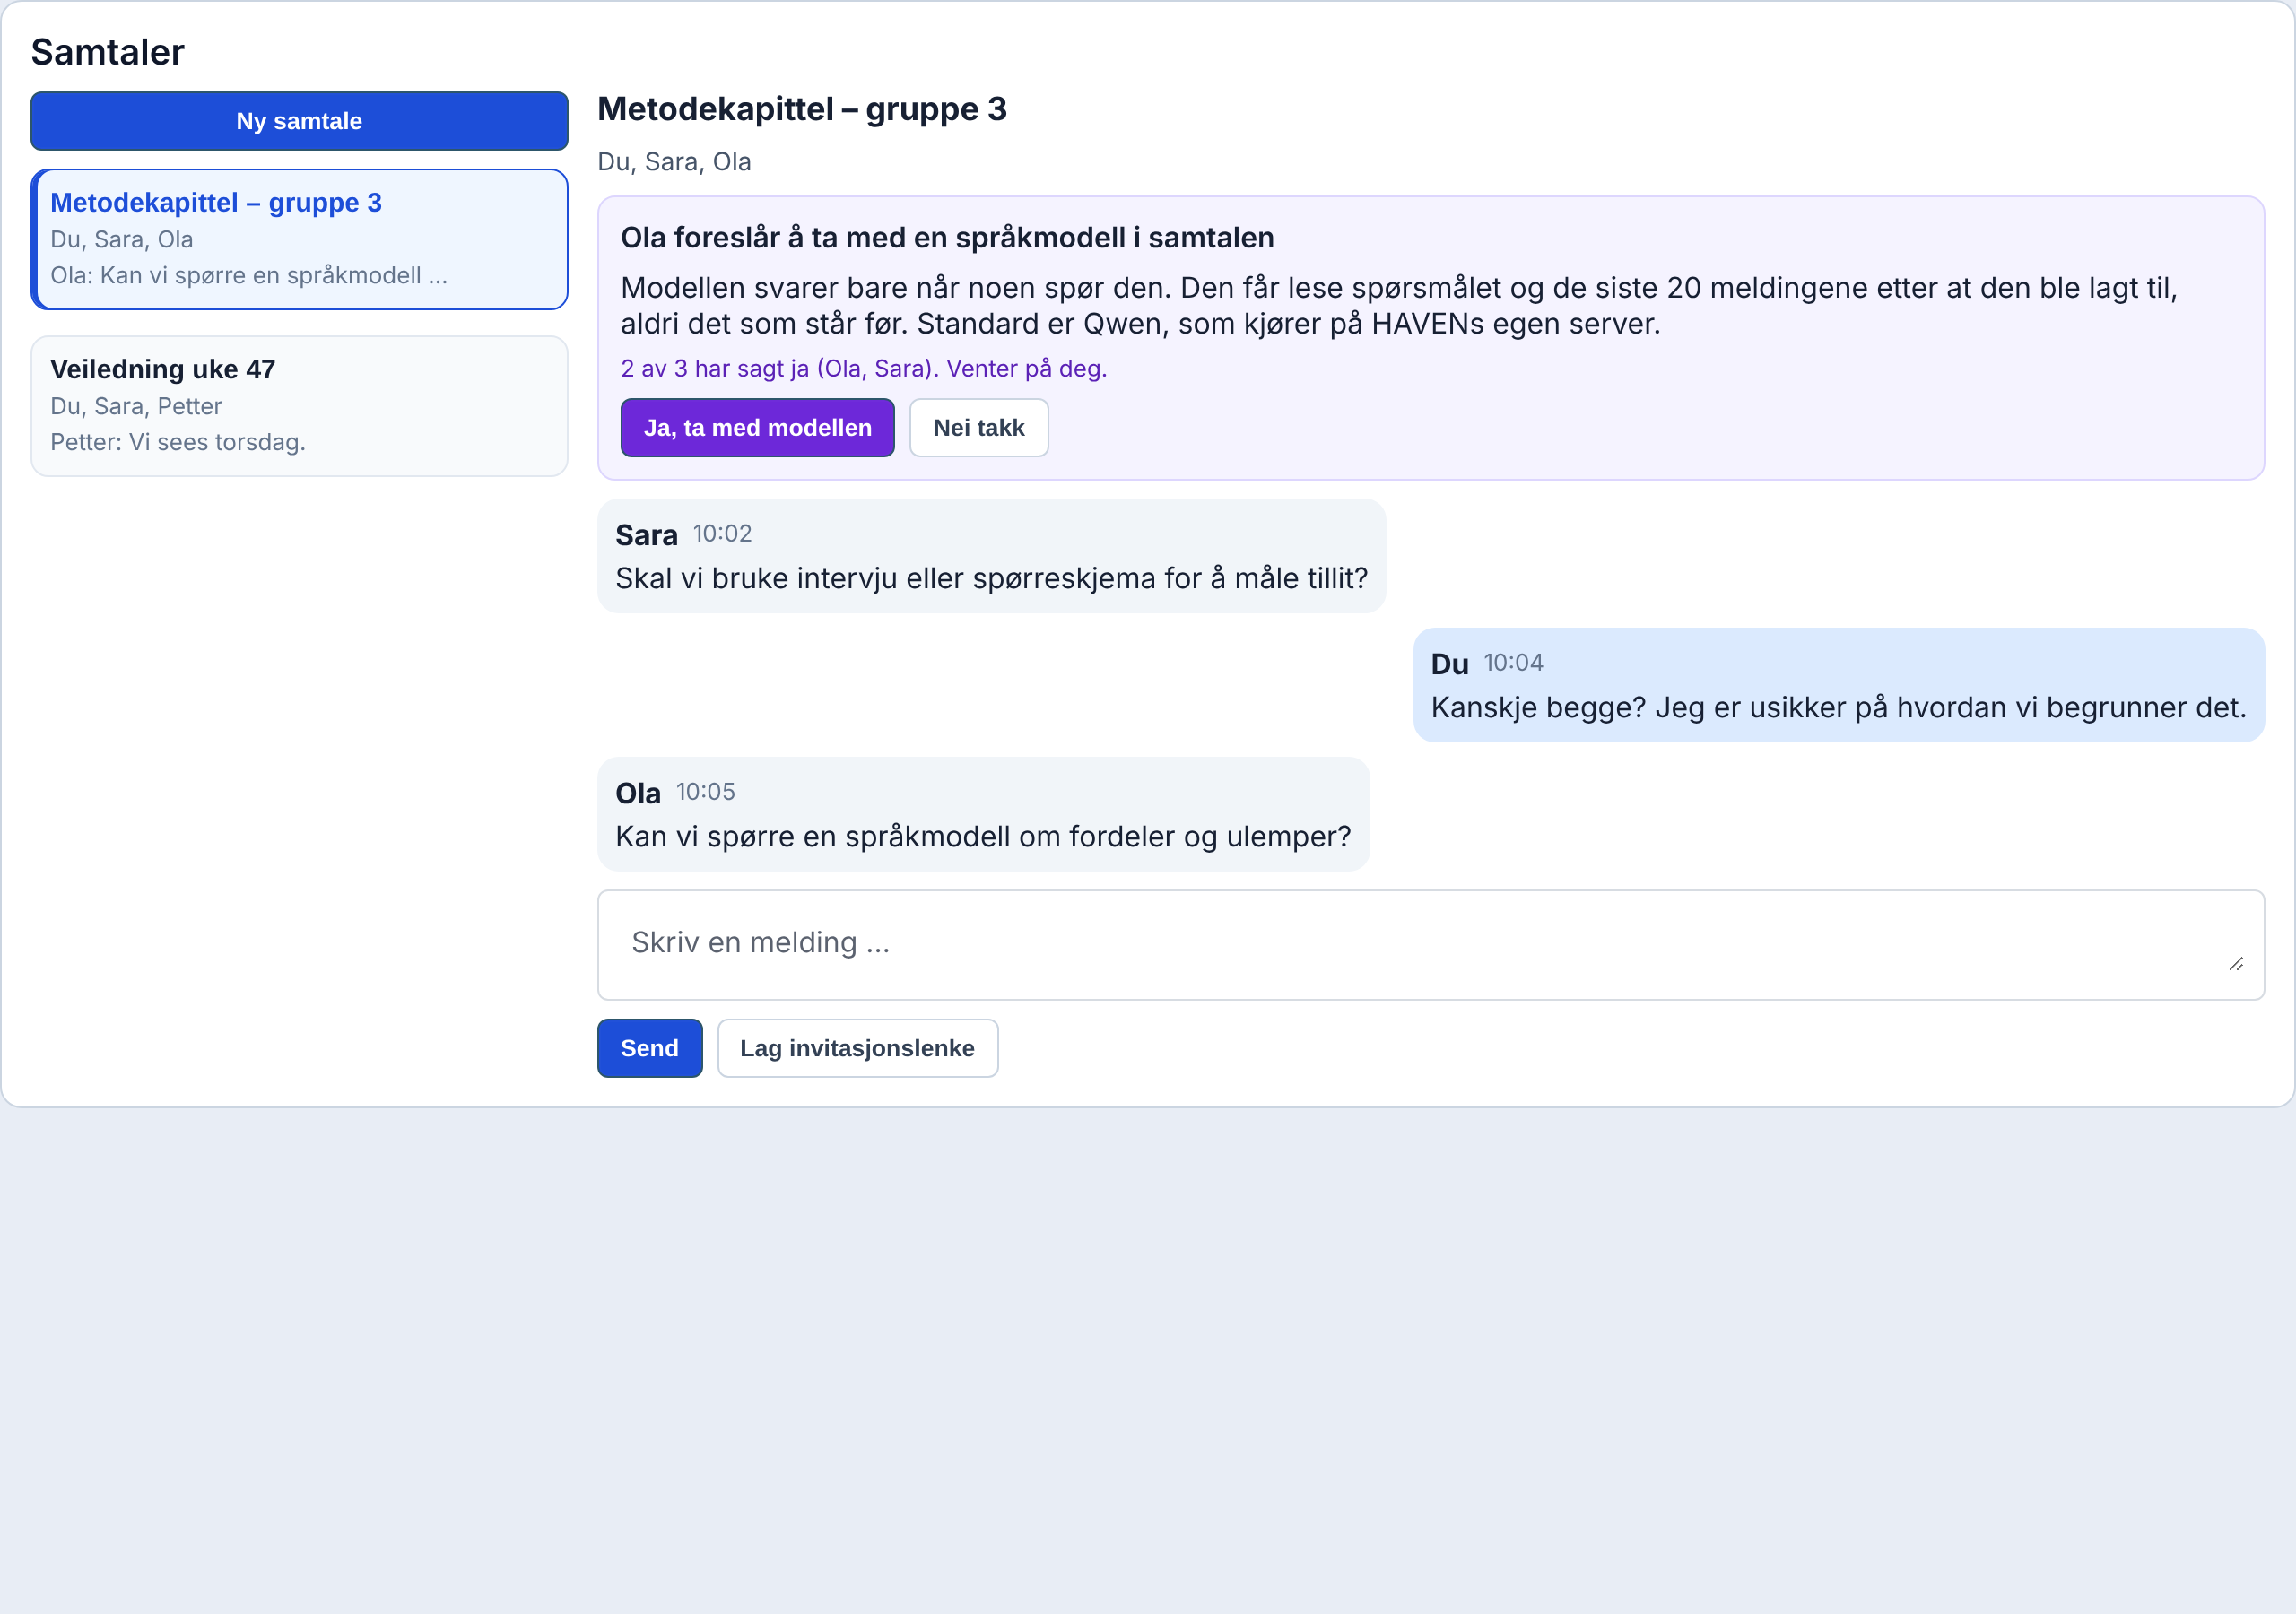 Samtaler
Ny samtale
Metodekapittel – gruppe 3
Du, Sara, Ola
Ola: Kan vi spørre en språkmodell ...
Veiledning uke 47
Du, Sara, Petter
Petter: Vi sees torsdag.
Metodekapittel – gruppe 3
Du, Sara, Ola
Ola foreslår å ta med en språkmodell i samtalen
Modellen svarer bare når noen spør den. Den får lese spørsmålet og de siste 20 meldingene etter at den ble lagt til,
aldri det som står før. Standard er Qwen, som kjører på HAVENs egen server.
2 av 3 har sagt ja (Ola, Sara). Venter på deg.
Ja, ta med modellen
Nei takk
Sara 10:02
Skal vi bruke intervju eller spørreskjema for å måle tillit?
Du 10:04
Kanskje begge? Jeg er usikker på hvordan vi begrunner det.
Ola 10:05
Kan vi spørre en språkmodell om fordeler og ulemper?
Skriv en melding ...
Send
Lag invitasjonslenke